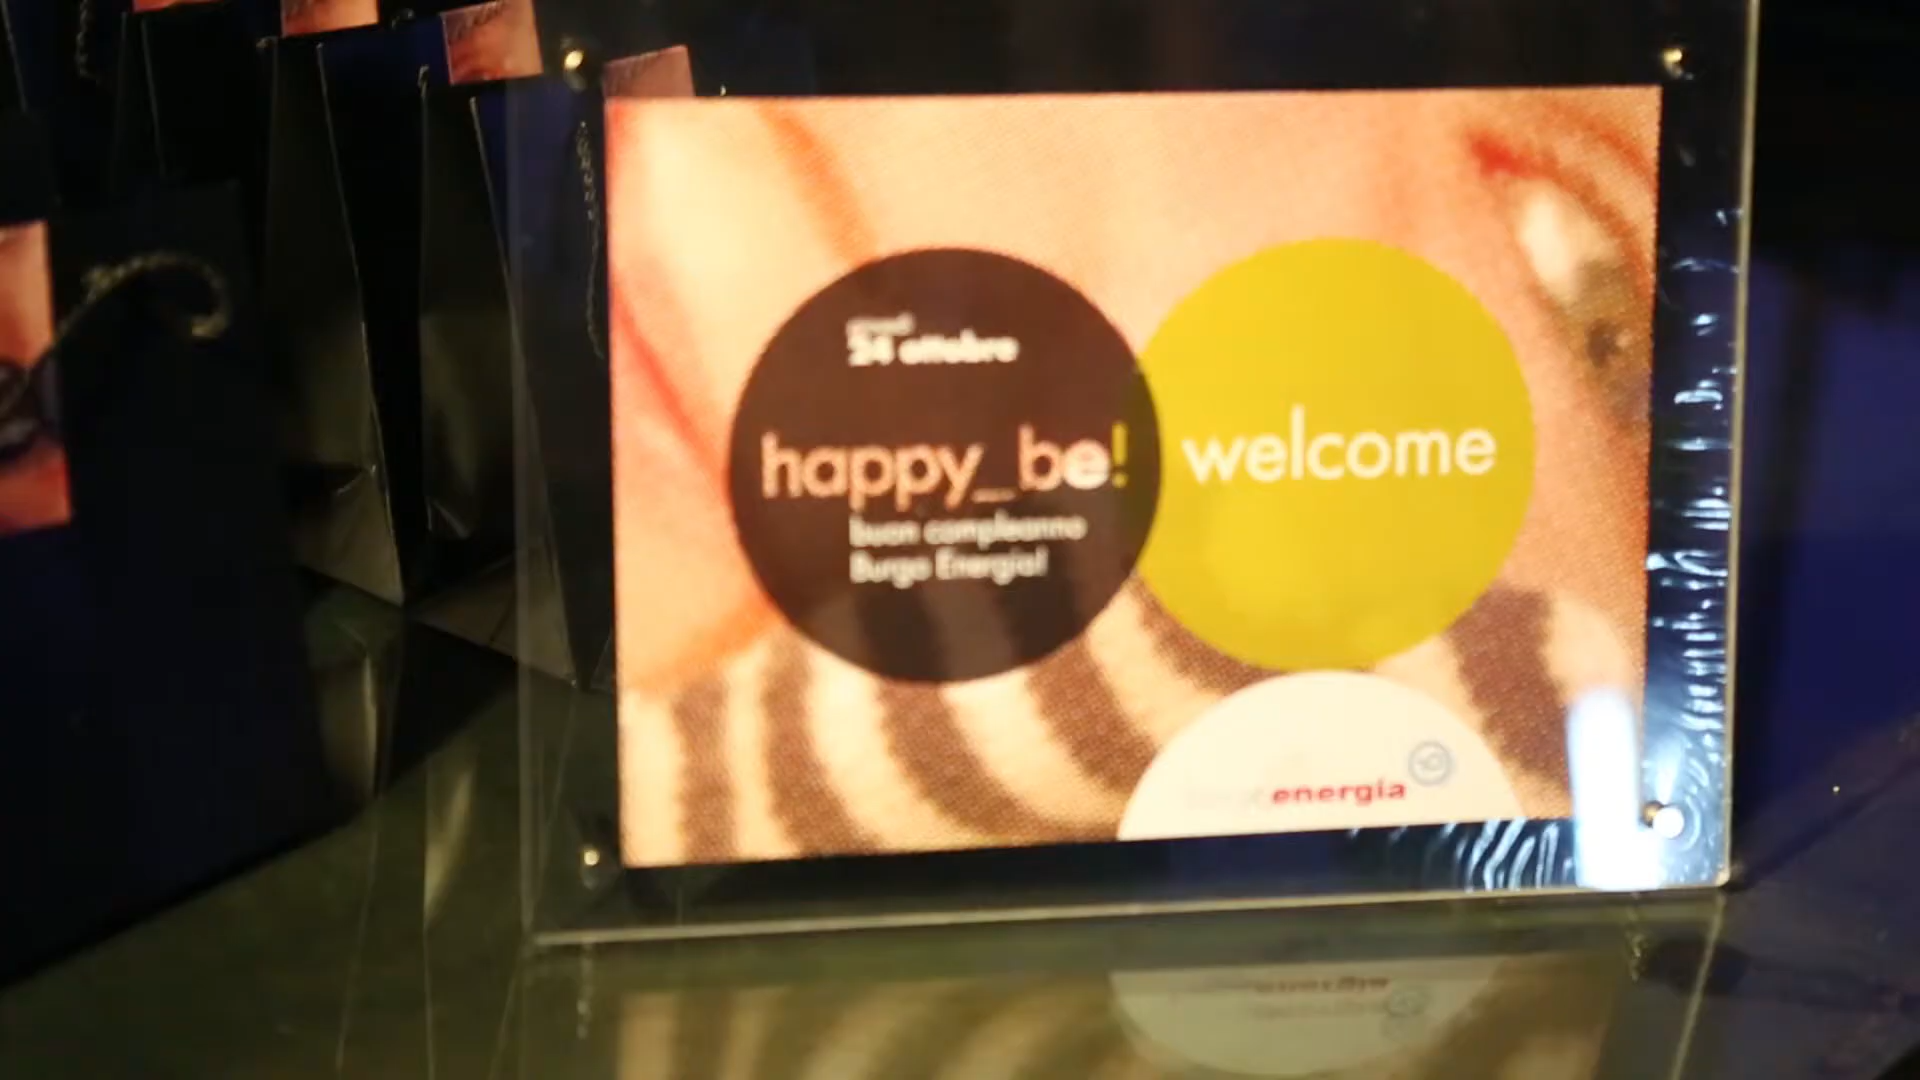 24 ottobre
happy_be!
buon compleanno
Burgo Energia!
welcome
energia